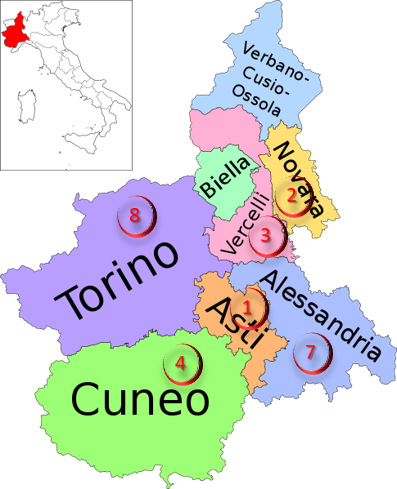 Verbano-
Cusio-
Ossola
Biella
Novara
2
Vercelli
3
8
Torino
Alessandria
1
Asti
7
4
Cuneo